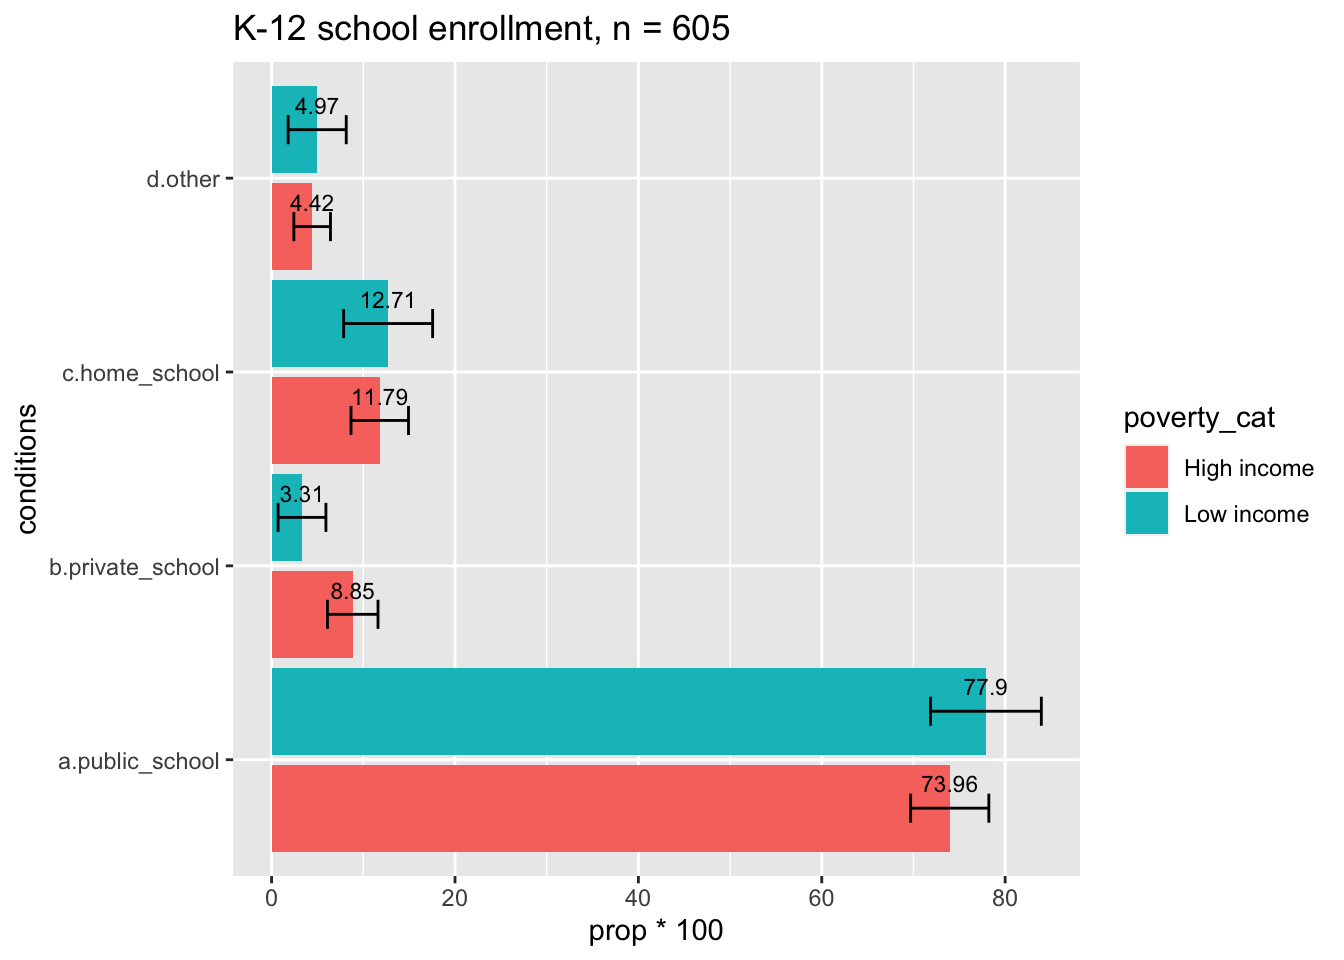 K-12 school enrollment, n = 605
4.97
d.other
4.42
12.71
c.home_school
11.79
conditions
poverty_cat
High income
Low income
3.31
b.private_school
8.85
77.9
a.public_school
73.96
0 20 40 60 80
prop * 100